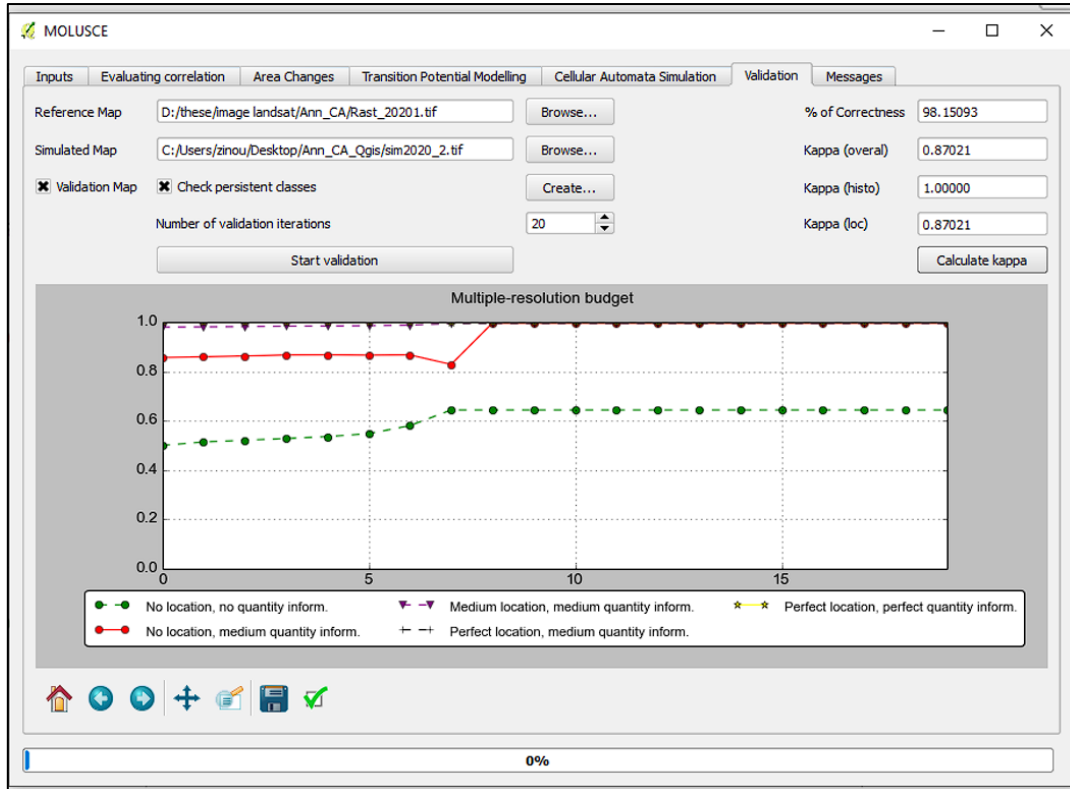 MOLUSCE
Inputs Evaluating correlation Area Changes Transition Potential Modelling Cellular Automata Simulation Validation Messages
Reference Map D:/these/image landsat/Ann_CA/Rast_20201.tif Browse... % of Correctness 98.15093
Simulated Map C:/Users/zinou/Desktop/Ann_CA_Qgis/sim2020_2.tif Browse... Kappa (overal) 0.87021
Validation Map Check persistent classes Create... Kappa (histo) 1.00000
Number of validation iterations 20 Kappa (loc) 0.87021
Start validation Calculate kappa
Multiple-resolution budget
1.0
0.8
0.6
0.4
0.2
0.0
0 5 10 15
No location, no quantity inform. Medium location, medium quantity inform. Perfect location, perfect quantity inform.
No location, medium quantity inform. Perfect location, medium quantity inform.
0%